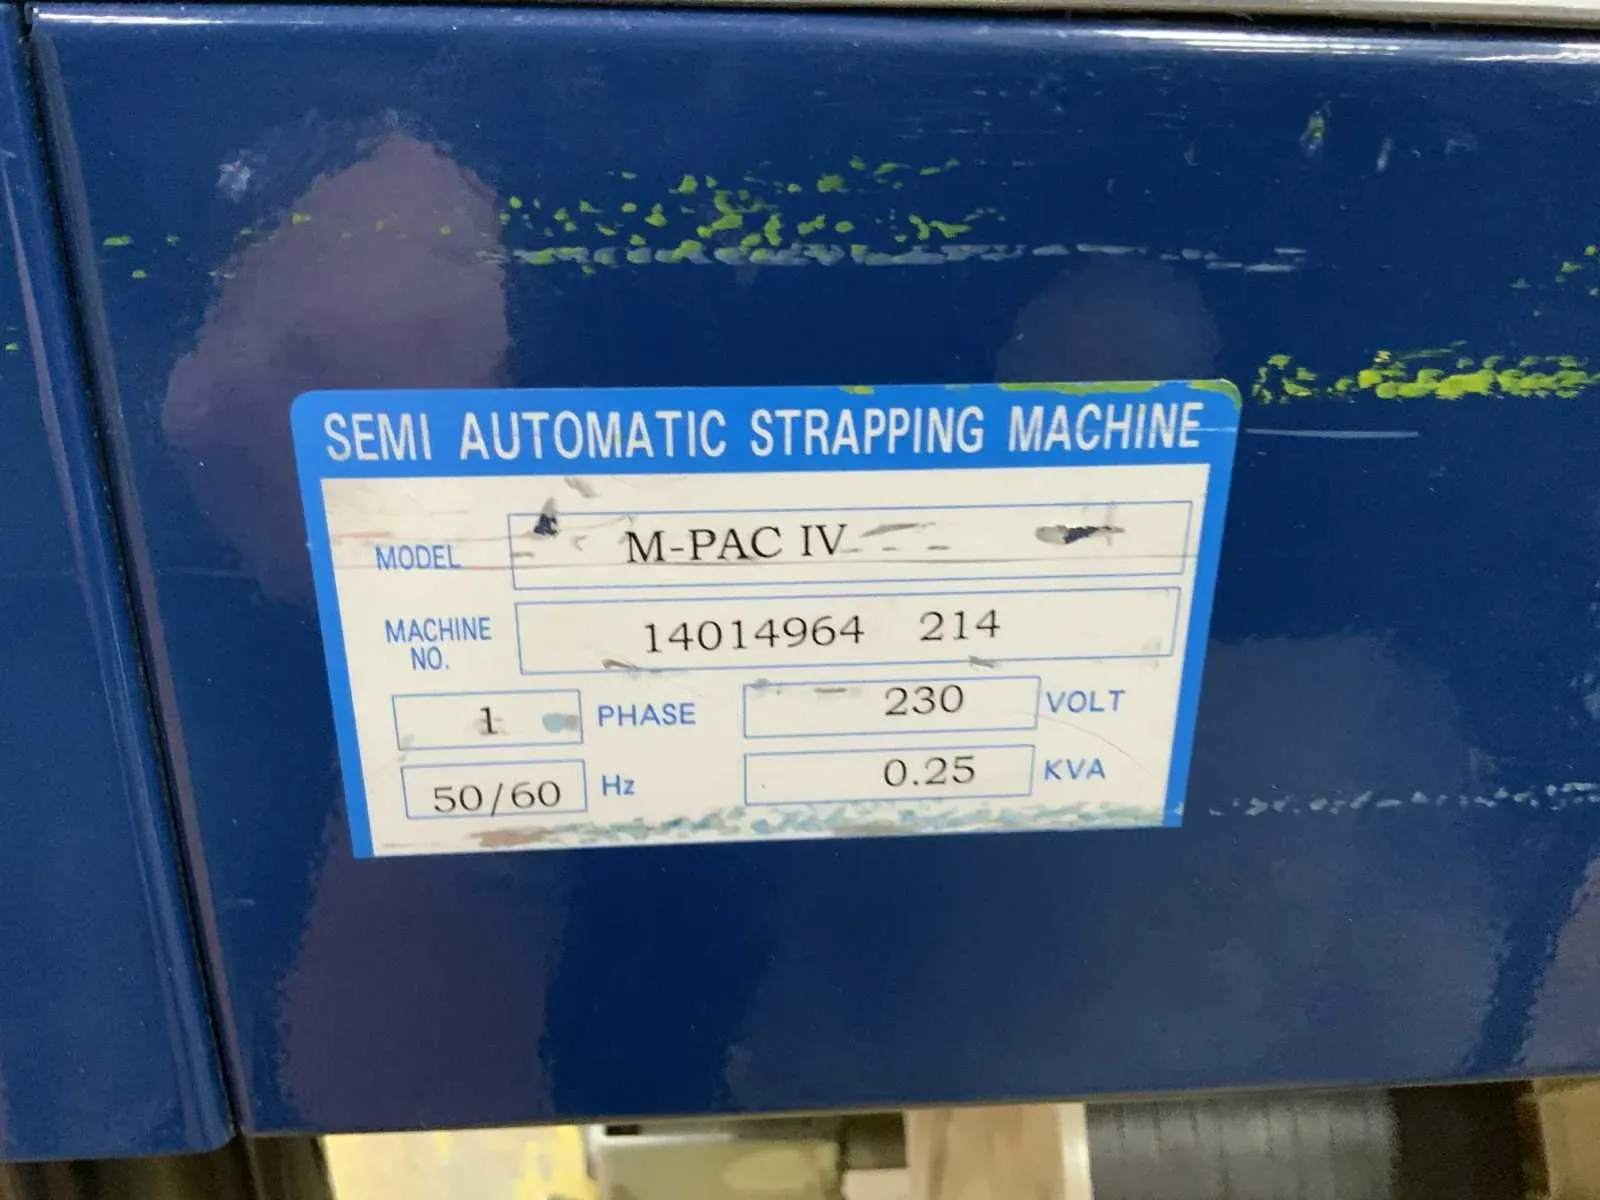 SEMI AUTOMATIC STRAPPING MACHINE
MODEL M-PAC IV
MACHINE NO. 14014964 214
1 PHASE 230 VOLT
50/60 Hz 0.25 KVA